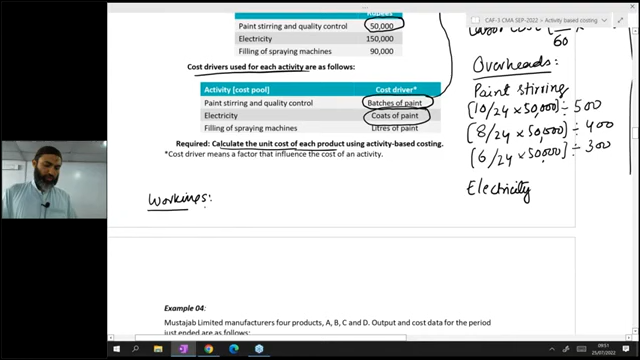 CAF-3 CMA SEP-2022 > Activity based costing
Rupees
Paint stirring and quality control 50,000
Electricity 150,000
Filling of spraying machines 90,000
Cost drivers used for each activity are as follows:
Activity [cost pool] Cost driver*
Paint stirring and quality control Batches of paint
Electricity Coats of paint
Filling of spraying machines Litres of paint
Required: Calculate the unit cost of each product using activity-based costing.
*Cost driver means a factor that influence the cost of an activity.
Workings:
60
Overheads:
Paint stirring
[10/24 x 50,000] ÷ 500
[8/24 x 50,000] ÷ 400
[6/24 x 50,000] ÷ 300
Electricity
Example 04:
Mustajab Limited manufacturers four products, A, B, C and D. Output and cost data for the period
just ended are as follows:
09:51
25/07/2022